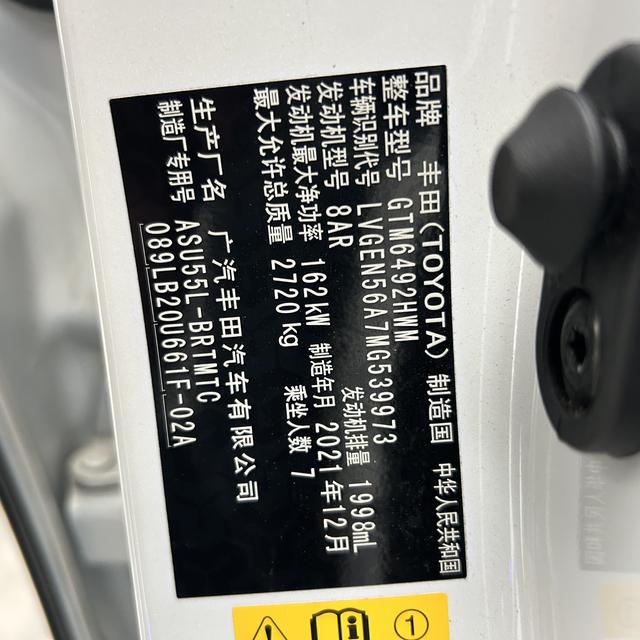 品牌 丰田(TOYOTA) 制造国 中华人民共和国
整车型号 GTM6492HWM
车辆识别代号 LVGEN56A7MG539973
发动机型号 8AR 发动机排量 1998mL
发动机最大净功率 162kW 制造年月 2021年12月
最大允许总质量 2720kg 乘坐人数 7
生产厂名 广汽丰田汽车有限公司
制造厂专用号 ASU55L-BRTMTC
089LB20U661F-02A
1